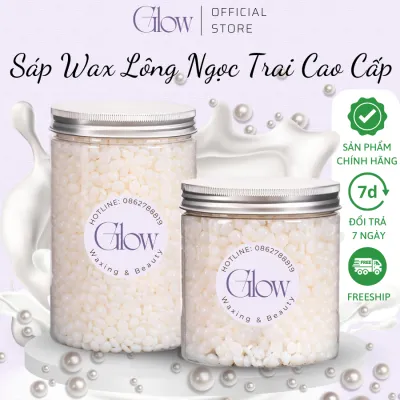 Glow OFFICIAL STORE
Sáp Wax Lông Ngọc Trai Cao Cấp
SẢN PHẨM
CHÍNH HÃNG
7d
ĐỔI TRẢ
7 NGÀY
FREE
FREESHIP
HOTLINE: 0862788819
Glow
Waxing & Beauty
HOTLINE: 0862788819
Glow
Waxing & Beauty